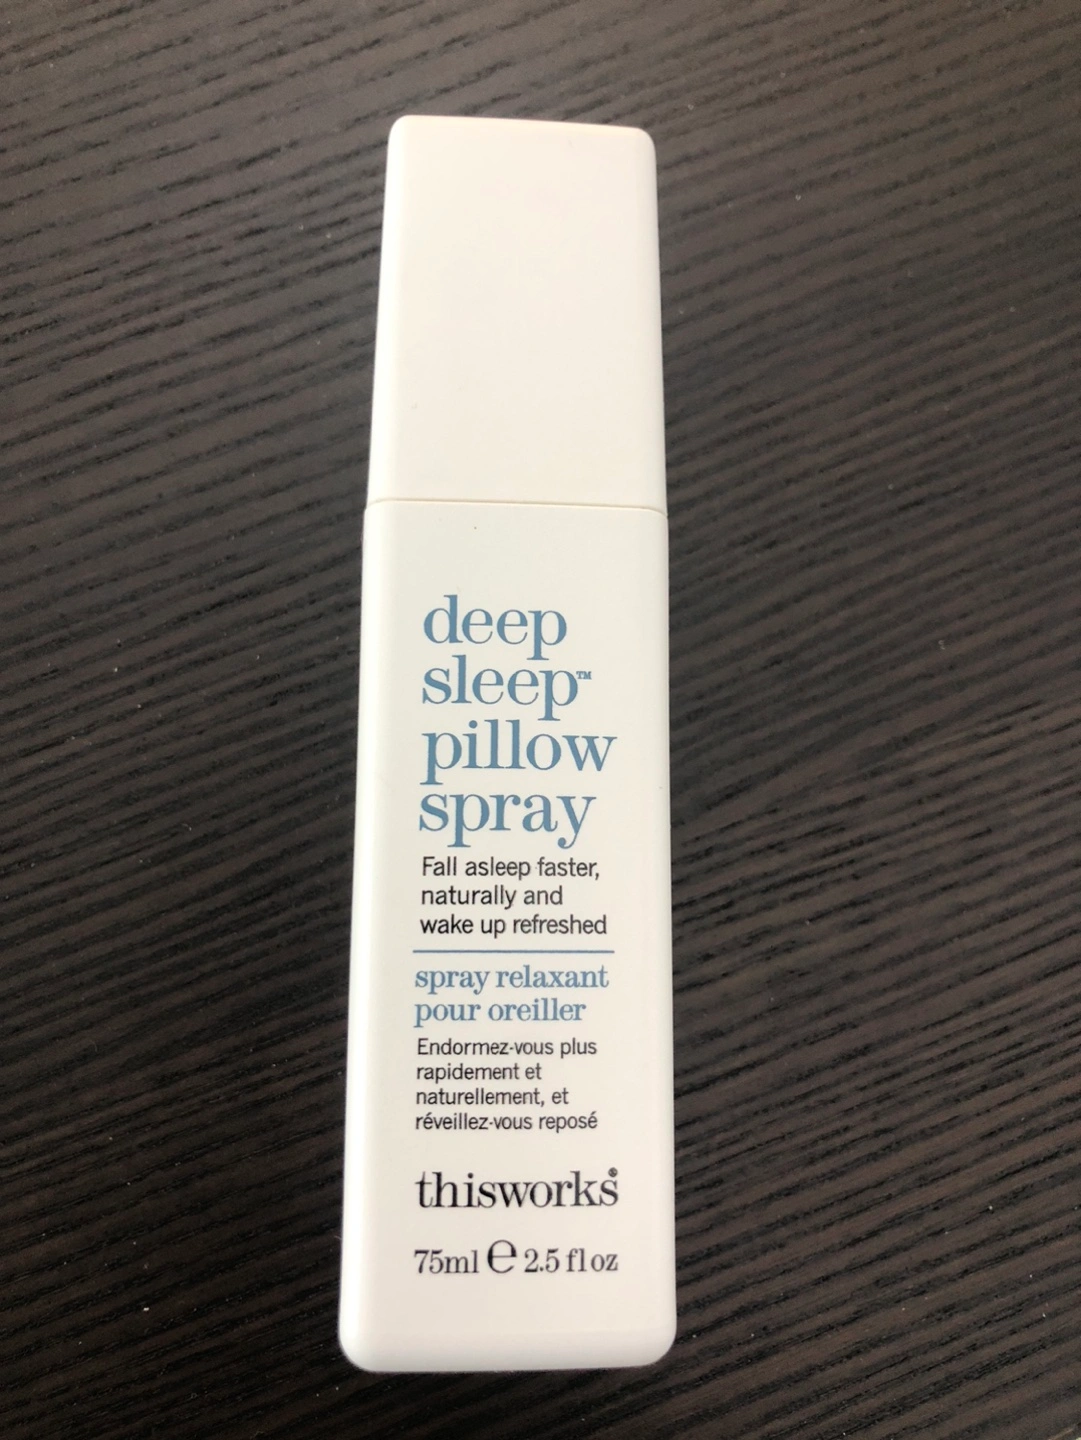 deep
sleep™
pillow
spray
Fall asleep faster,
naturally and
wake up refreshed
spray relaxant
pour oreiller
Endormez-vous plus
rapidement et
naturellement, et
réveillez-vous reposé
thisworks®
75ml ℮ 2.5 fl oz